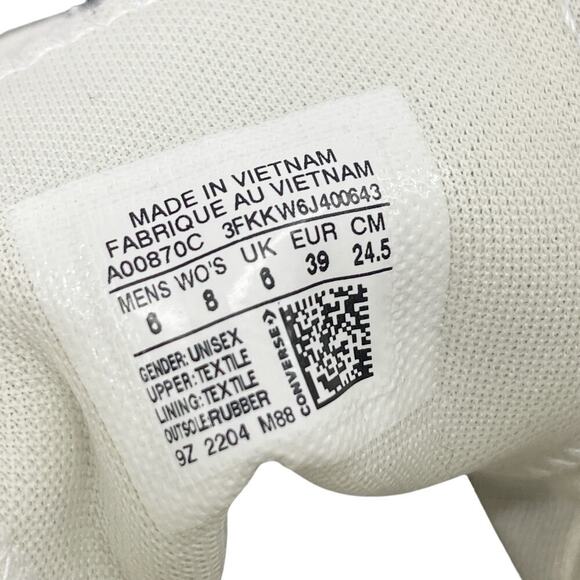 MADE IN VIETNAM
FABRIQUE AU VIETNAM
A00870C 3FKKW6J400643
MENS WO'S UK EUR CM
6 8 6 39 24.5
GENDER: UNISEX
UPPER: TEXTILE
LINING: TEXTILE
OUTSOLE: RUBBER
9Z 2204 M88
CONVERSE